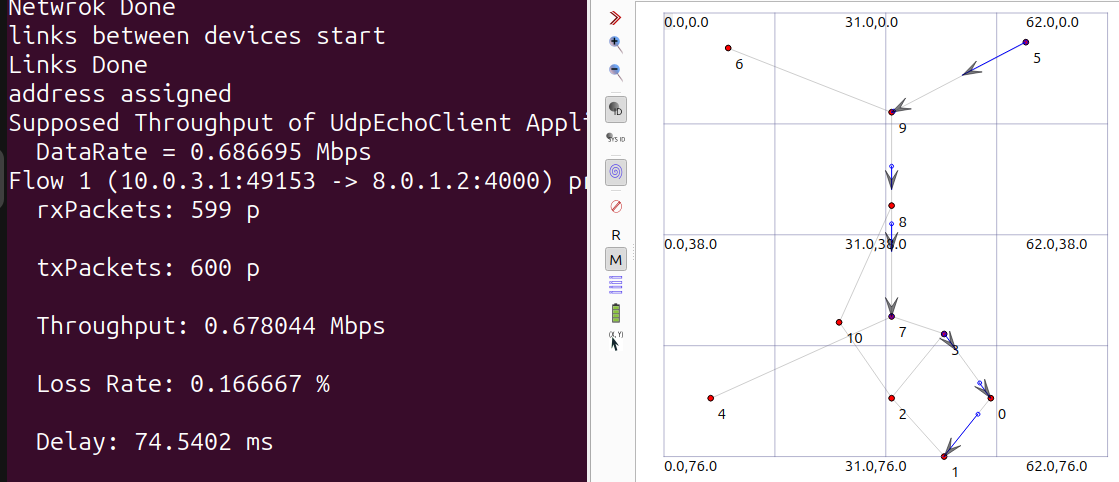 Netwrok Done
links between devices start
Links Done
address assigned
Supposed Throughput of UdpEchoClient Appli
DataRate = 0.686695 Mbps
Flow 1 (10.0.3.1:49153 -> 8.0.1.2:4000) pr
rxPackets: 599 p
txPackets: 600 p
Throughput: 0.678044 Mbps
Loss Rate: 0.166667 %
Delay: 74.5402 ms
ID
SYS ID
R
M
(X, Y)
0.0,0.0 31.0,0.0 62.0,0.0
6 5
9
8
0.0,38.0 31.0,38.0 62.0,38.0
10 7 3
4 2 0
0.0,76.0 31.0,76.0 1 62.0,76.0